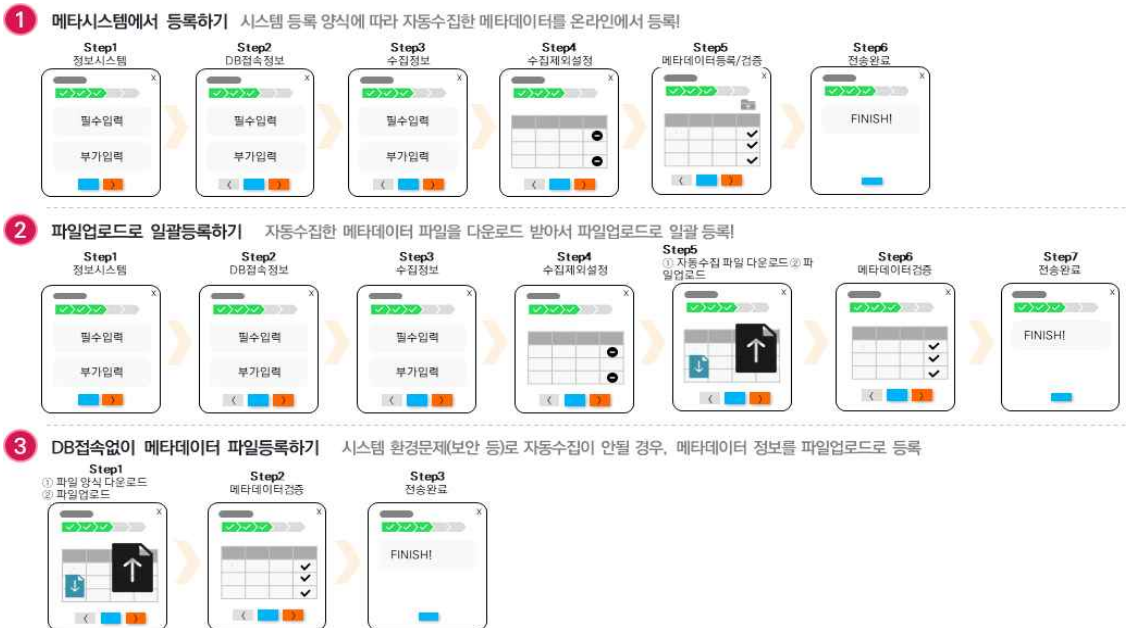 1 메타시스템에서 등록하기 시스템 등록 양식에 따라 자동수집한 메타데이터를 온라인에서 등록!
Step1
정보시스템
X
필수입력
부가입력
Step2
DB접속정보
X
필수입력
부가입력
Step3
수집정보
X
필수입력
부가입력
Step4
수집제외설정
X
Step5
메타데이터등록/검증
X
Step6
전송완료
X
FINISH!
2 파일업로드로 일괄등록하기 자동수집한 메타데이터 파일을 다운로드 받아서 파일업로드로 일괄 등록!
Step1
정보시스템
X
필수입력
부가입력
Step2
DB접속정보
X
필수입력
부가입력
Step3
수집정보
X
필수입력
부가입력
Step4
수집제외설정
X
Step5
① 자동수집 파일 다운로드② 파
일업로드
X
Step6
메타데이터검증
X
Step7
전송완료
X
FINISH!
3 DB접속없이 메타데이터 파일등록하기 시스템 환경문제(보안 등)로 자동수집이 안될 경우, 메타데이터 정보를 파일업로드로 등록
Step1
① 파일 양식 다운로드
② 파일업로드
X
Step2
메타데이터검증
X
Step3
전송완료
X
FINISH!